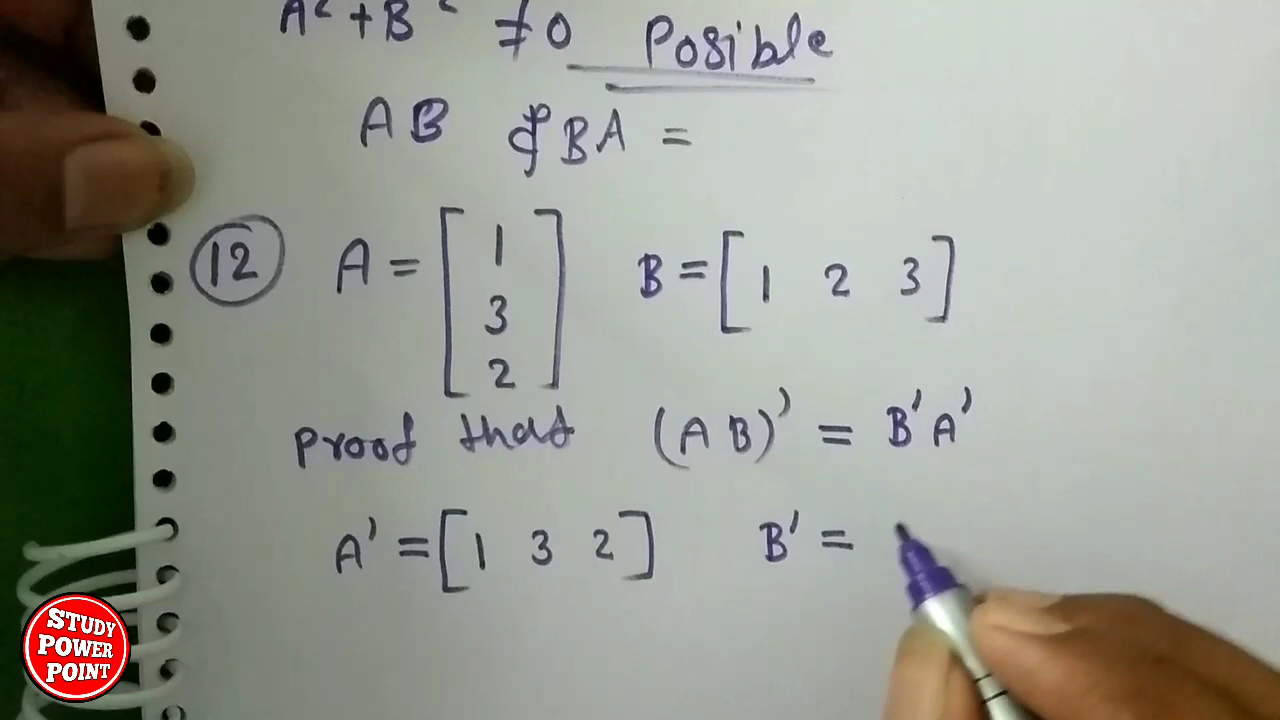 A² + B² ≠ 0 Posible
AB & BA =
12 A = [ 1 3 2 ] B = [ 1 2 3 ]
proof that (AB)' = B'A'
A' = [ 1 3 2 ] B' =
STUDY
POWER
POINT